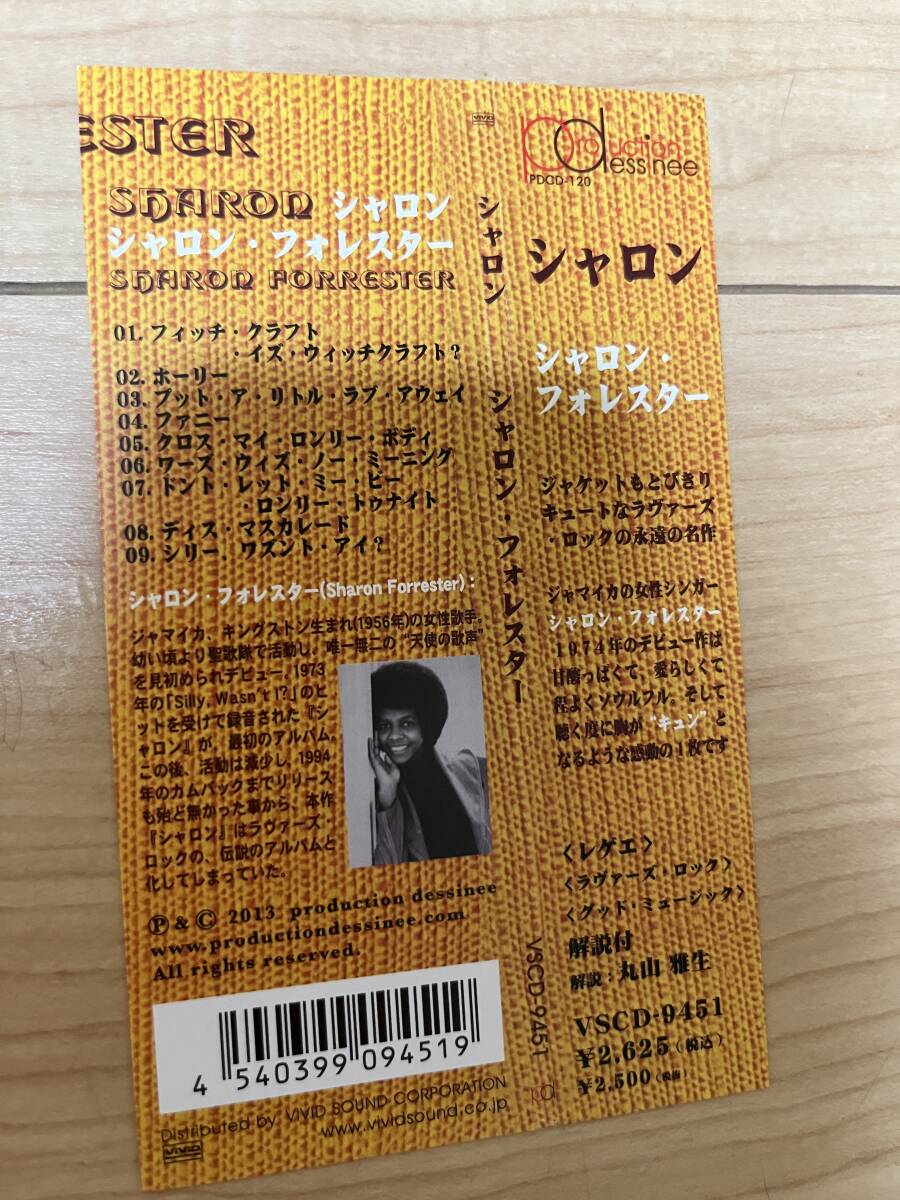 ESTER
SHARON シャロン
シャロン・フォレスター
SHARON FORRESTER
01. フィッチ・クラフト
・イズ・ウィッチクラフト?
02. ホーリー
03. プット・ア・リトル・ラブ・アウェイ
04. ファニー
05. クロス・マイ・ロンリー・ボディ
06. ワーズ・ウィズ・ノー・ミーニング
07. ドント・レット・ミー・ビー
・ロンリー・トゥナイト
08. ディス・マスカレード
09. シリー, ワズント・アイ?
シャロン・フォレスター(Sharon Forrester):
ジャマイカ、キングストン生まれ(1956年)の女性歌手。
幼い頃より聖歌隊で活動し、唯一無二の“天使の歌声”
を見初められデビュー。1973
年の「Silly, Wasn't I?」のヒ
ットを受けて録音された『シ
ャロン』が、最初のアルバム。
この後、活動は減少し、1994
年のカムバックまでリリース
も殆ど無かった事から、本作
『シャロン』はラヴァーズ・
ロックの、伝説のアルバムと
化してしまっていた。
Ⓟ & © 2013 production dessinee
www.productiondessinee.com
All rights reserved.
4 540399 094519
Distributed by VIVID SOUND CORPORATION
www.vividsound.co.jp
VIVID
VIVID
シャロン
シャロン・フォレスター
VSCD-9451
pd
production
dessinee
PDCD-120
シャロン
シャロン・
フォレスター
ジャケットもとびきり
キュートなラヴァーズ
・ロックの永遠の名作
ジャマイカの女性シンガー
シャロン・フォレスター
1974年のデビュー作は
甘酸っぱくて、愛らしくて
程よくソウルフル。そして
聴く度に胸が“キュン”と
なるような感動の1枚です
〈レゲエ〉
〈ラヴァーズ・ロック〉
〈グッド・ミュージック〉
解説付
解説:丸山 雅生
VSCD-9451
¥2,625(税込)
¥2,500(税抜)